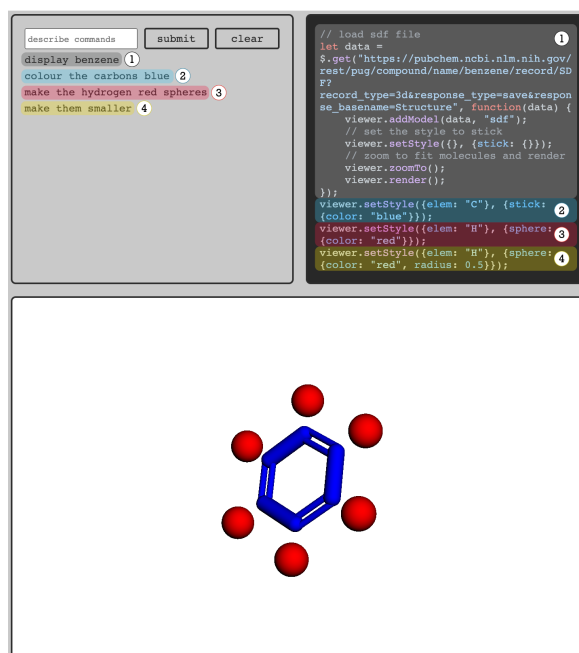 describe commands
submit
clear
display benzene 1
colour the carbons blue 2
make the hydrogen red spheres 3
make them smaller 4
// load sdf file
1
let data =
$.get("https://pubchem.ncbi.nlm.nih.gov/
rest/pug/compound/name/benzene/record/SD
F?
record_type=3d&response_type=save&respon
se_basename=Structure", function(data) {
    viewer.addModel(data, "sdf");
    // set the style to stick
    viewer.setStyle({}, {stick: {}});
    // zoom to fit molecules and render
    viewer.zoomTo();
    viewer.render();
});
viewer.setStyle({elem: "C"}, {stick:
{color: "blue"}});
2
viewer.setStyle({elem: "H"}, {sphere:
{color: "red"}});
3
viewer.setStyle({elem: "H"}, {sphere:
{color: "red", radius: 0.5}});
4